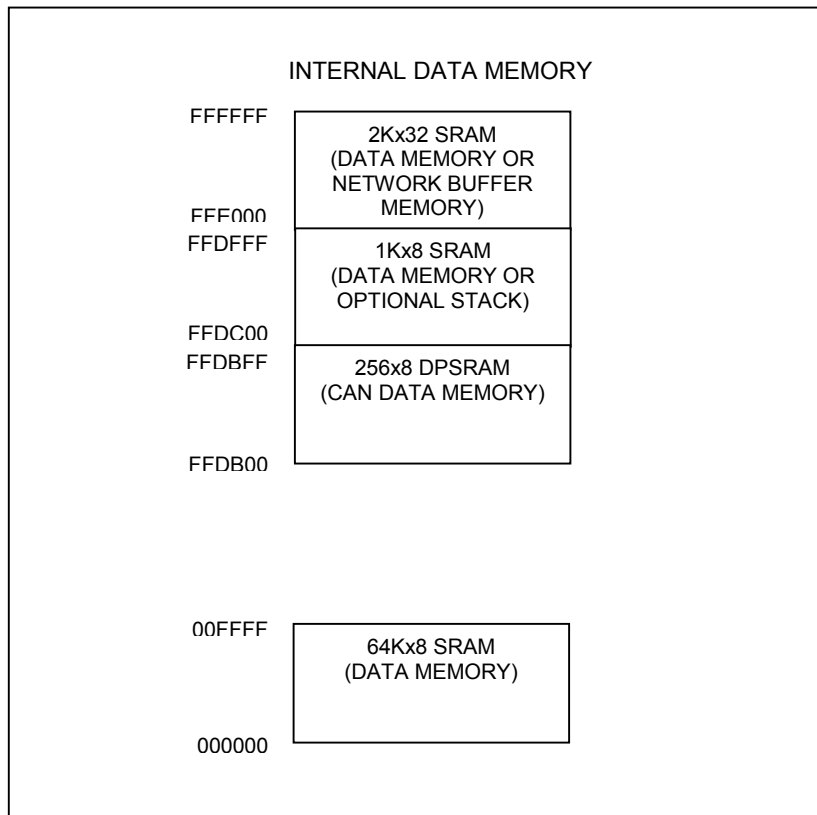 INTERNAL DATA MEMORY
FFFFFF
2Kx32 SRAM
(DATA MEMORY OR
NETWORK BUFFER
MEMORY)
FFE000
FFDFFF
1Kx8 SRAM
(DATA MEMORY OR
OPTIONAL STACK)
FFDC00
FFDBFF
256x8 DPSRAM
(CAN DATA MEMORY)
FFDB00
00FFFF
64Kx8 SRAM
(DATA MEMORY)
000000